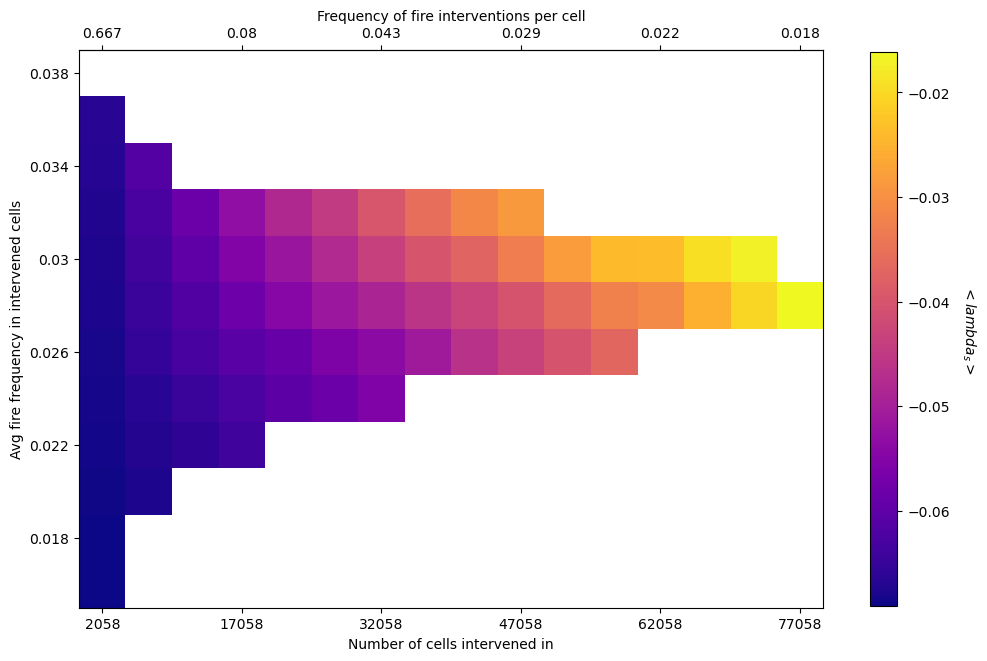 Frequency of fire interventions per cell
0.667 0.08 0.043 0.029 0.022 0.018
0.038
0.034
0.03
0.026
0.022
0.018
Avg fire frequency in intervened cells
2058 17058 32058 47058 62058 77058
Number of cells intervened in
−0.02
−0.03
−0.04
−0.05
−0.06
< lambda_s >